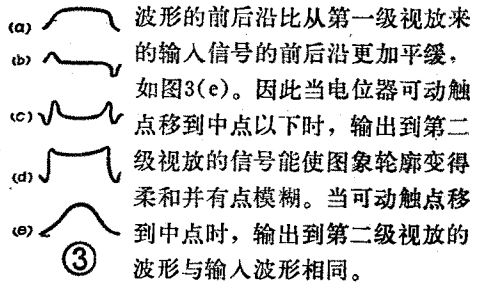 (a)
(b)
(c)
(d)
(e)
③
波形的前后沿比从第一级视放来
的输入信号的前后沿更加平缓，
如图3(e)。因此当电位器可动触
点移到中点以下时，输出到第二
级视放的信号能使图象轮廓变得
柔和并有点模糊。当可动触点移
到中点时，输出到第二级视放的
波形与输入波形相同。